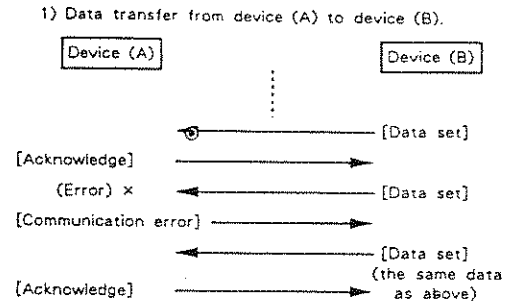 1) Data transfer from device (A) to device (B).
Device (A) Device (B)
[Data set]
[Acknowledge]
(Error) × [Data set]
[Communication error]
[Data set]
(the same data
[Acknowledge] as above)